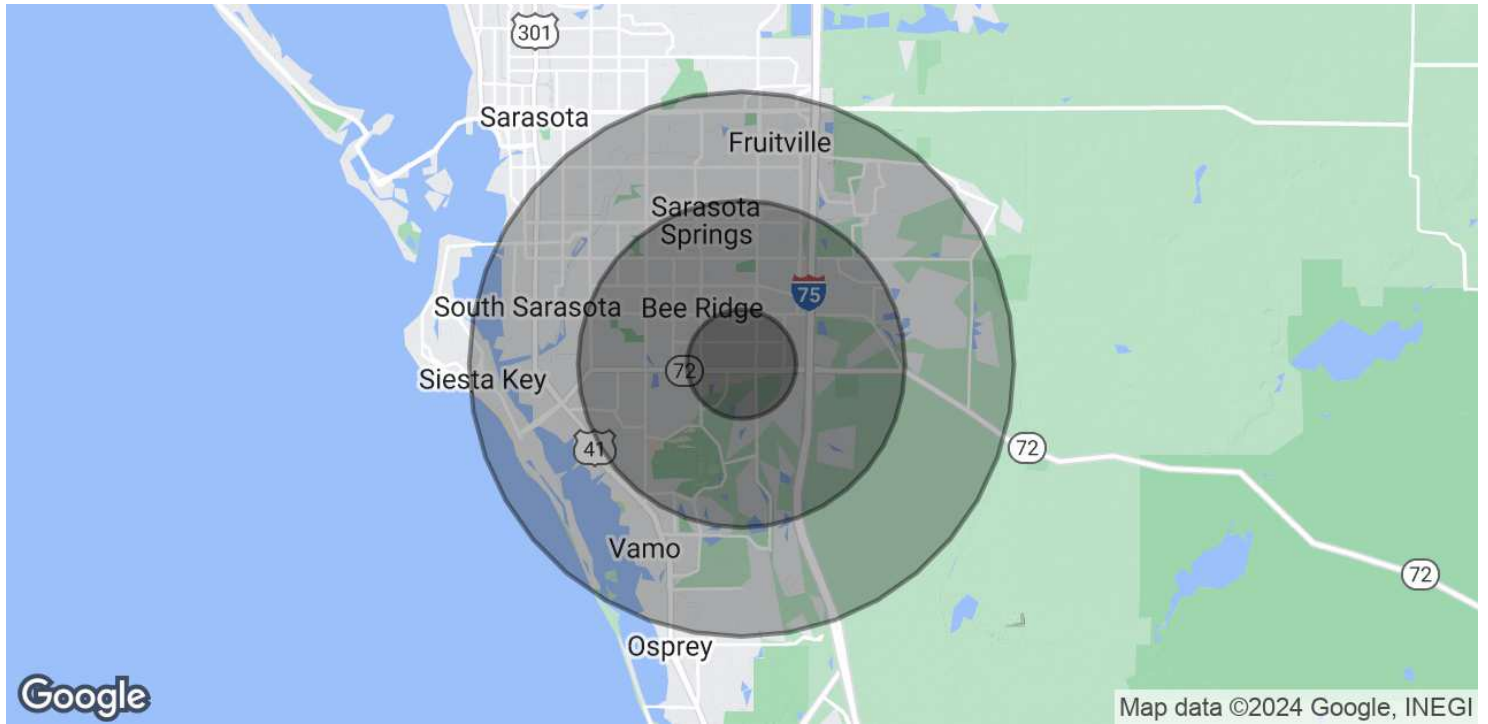 301
Sarasota
Fruitville
Sarasota
Springs
75
South Sarasota
Bee Ridge
72
Siesta Key
41
72
Vamo
72
Osprey
Google
Map data ©2024 Google, INEGI